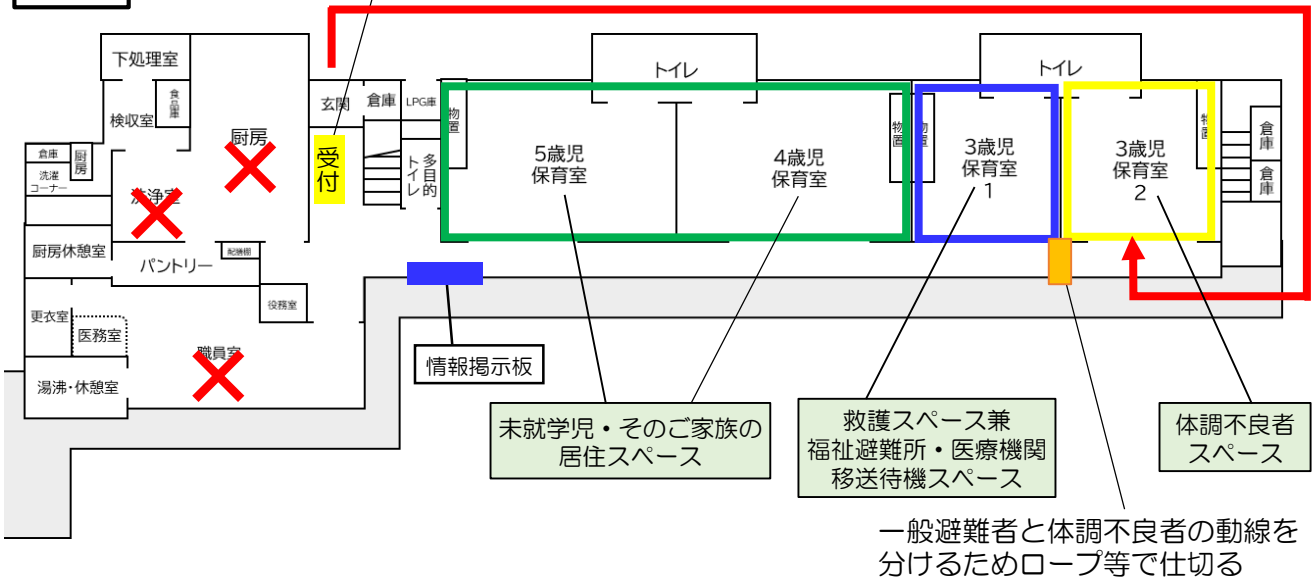 下処理室
食品庫
検収室
厨房
倉庫
洗濯
コーナー
厨房
洗浄室
厨房休憩室
パントリー
配膳棚
役務室
更衣室
医務室
職員室
湯沸・休憩室
玄関
受付
倉庫
LPG庫
多目的
トイレ
物置
トイレ
5歳児
保育室
4歳児
保育室
物置
物置
トイレ
3歳児
保育室
1
3歳児
保育室
2
物置
倉庫
倉庫
情報掲示板
未就学児・そのご家族の
居住スペース
救護スペース兼
福祉避難所・医療機関
移送待機スペース
体調不良者
スペース
一般避難者と体調不良者の動線を
分けるためロープ等で仕切る